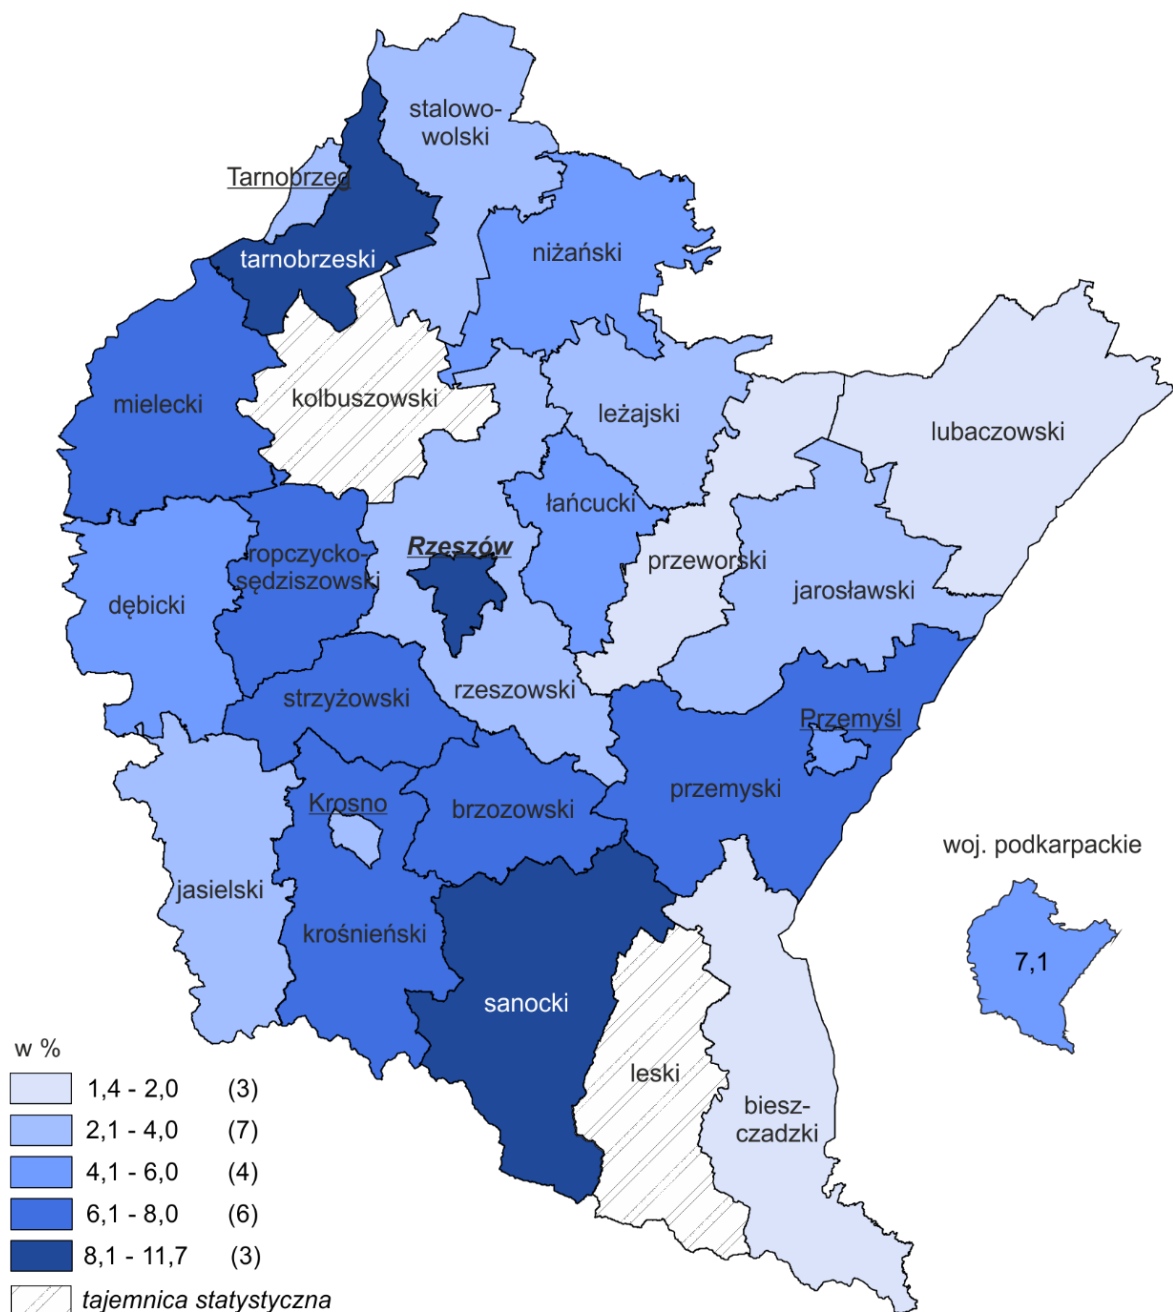 stalowo-
wolski
Tarnobrzeg
tarnobrzeski
niżański
mielecki
kolbuszowski
leżajski
lubaczowski
łańcucki
Rzeszów
ropczycko-
sędziszowski
przeworski
jarosławski
dębicki
strzyżowski
rzeszowski
Przemyśl
przemyski
Krosno
brzozowski
woj. podkarpackie
jasielski
krośnieński
7,1
sanocki
leski
biesz-
czadzki
w %
1,4 - 2,0 (3)
2,1 - 4,0 (7)
4,1 - 6,0 (4)
6,1 - 8,0 (6)
8,1 - 11,7 (3)
tajemnica statystyczna